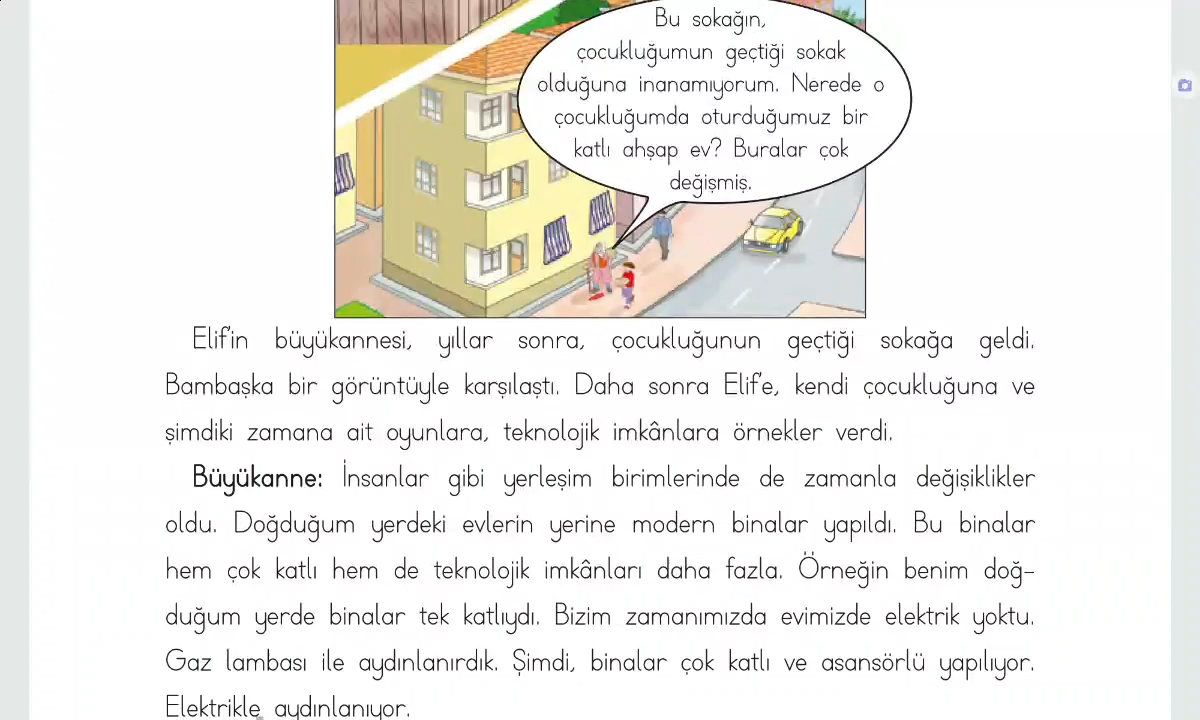 Bu sokağın,
çocukluğumun geçtiği sokak
olduğuna inanamıyorum. Nerede o
çocukluğumda oturduğumuz bir
katlı ahşap ev? Buralar çok
değişmiş.
Elif'in büyükannesi, yıllar sonra, çocukluğunun geçtiği sokağa geldi.
Bambaşka bir görüntüyle karşılaştı. Daha sonra Elif'e, kendi çocukluğuna ve
şimdiki zamana ait oyunlara, teknolojik imkânlara örnekler verdi.
Büyükanne: İnsanlar gibi yerleşim birimlerinde de zamanla değişiklikler
oldu. Doğduğum yerdeki evlerin yerine modern binalar yapıldı. Bu binalar
hem çok katlı hem de teknolojik imkânları daha fazla. Örneğin benim doğ-
duğum yerde binalar tek katlıydı. Bizim zamanımızda evimizde elektrik yoktu.
Gaz lambası ile aydınlanırdık. Şimdi, binalar çok katlı ve asansörlü yapılıyor.
Elektrikle aydınlanıyor.